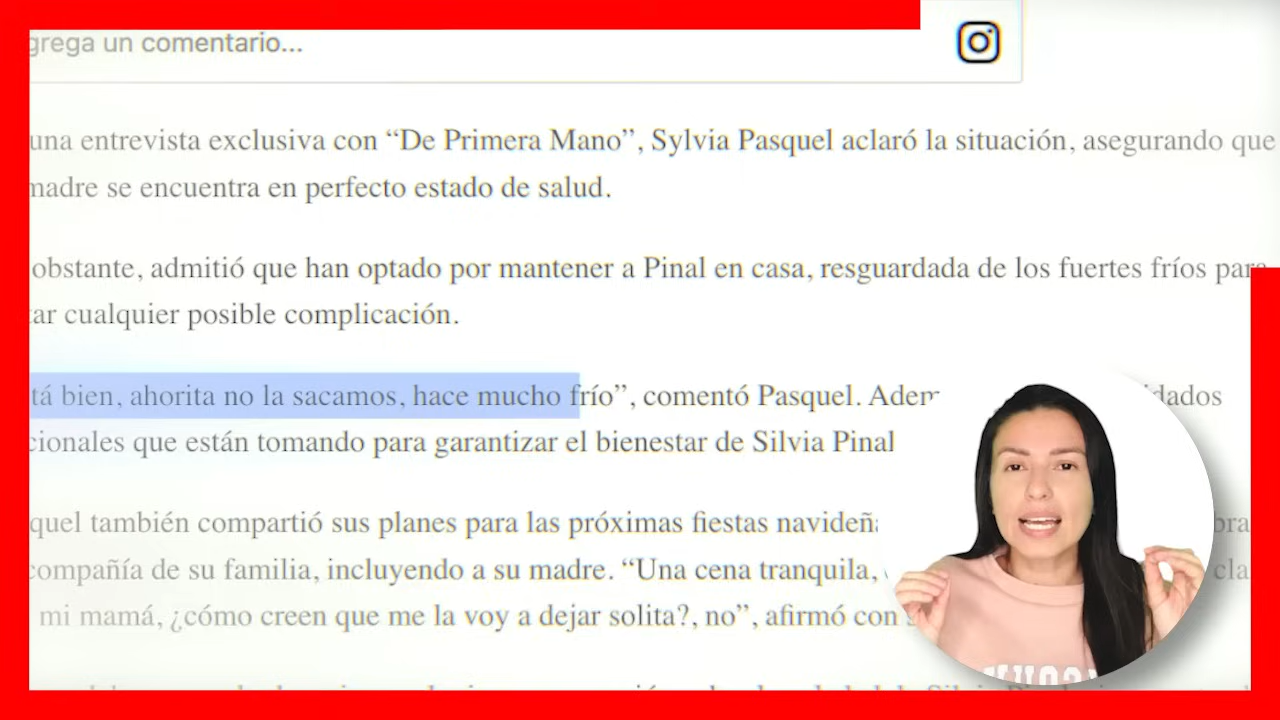 grega un comentario...
una entrevista exclusiva con “De Primera Mano”, Sylvia Pasquel aclaró la situación, asegurando que
madre se encuentra en perfecto estado de salud.
obstante, admitió que han optado por mantener a Pinal en casa, resguardada de los fuertes fríos para
tar cualquier posible complicación.
tá bien, ahorita no la sacamos, hace mucho frío”, comentó Pasquel. Adem
dados
cionales que están tomando para garantizar el bienestar de Silvia Pinal
quel también compartió sus planes para las próximas fiestas navideñ
bra
compañía de su familia, incluyendo a su madre. “Una cena tranquila,
cla
mi mamá, ¿cómo creen que me la voy a dejar solita?, no”, afirmó con s